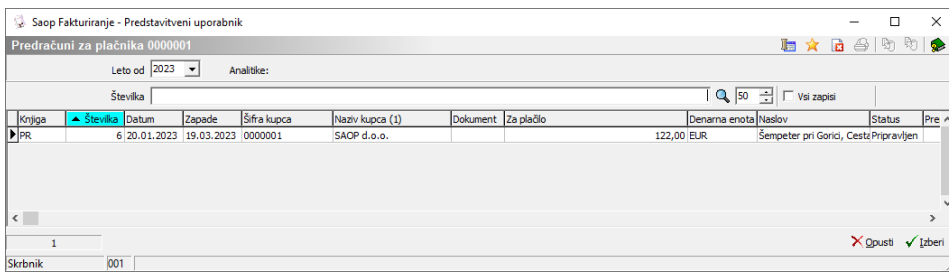 Saop Fakturiranje - Predstavitveni uporabnik
Predračuni za plačnika 0000001
Leto od 2023 Analitike:
Številka 50 Vsi zapisi
Knjiga Številka Datum Zapade Šifra kupca Naziv kupca (1) Dokument Za plačilo Denarna enota Naslov Status Pre
PR 6 20.01.2023 19.03.2023 0000001 SAOP d.o.o. 122,00 EUR Šempeter pri Gorici, Cesta Pripravljen
1 Opusti Izberi
Skrbnik 001